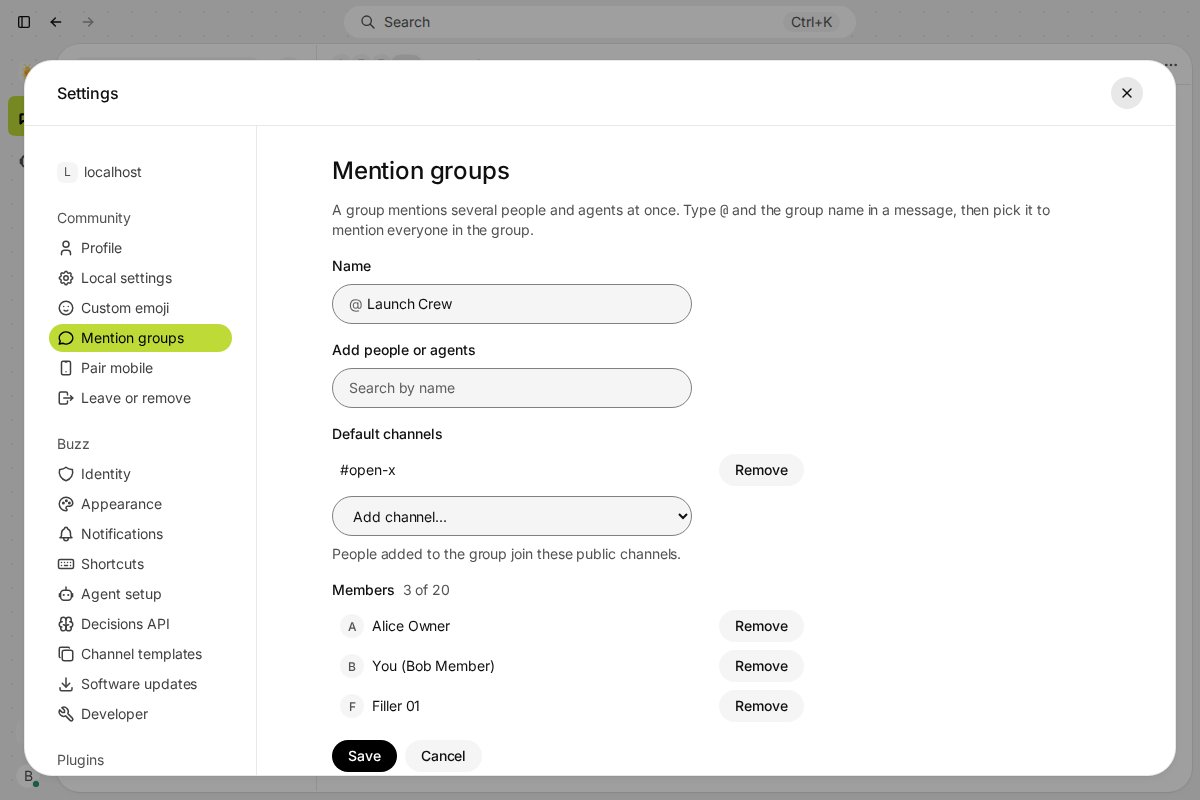 Search
Ctrl+K
Settings
L localhost
Community
Profile
Local settings
Custom emoji
Mention groups
Pair mobile
Leave or remove
Buzz
Identity
Appearance
Notifications
Shortcuts
Agent setup
Decisions API
Channel templates
Software updates
Developer
Plugins
B
Mention groups
A group mentions several people and agents at once. Type @ and the group name in a message, then pick it to
mention everyone in the group.
Name
@ Launch Crew
Add people or agents
Search by name
Default channels
#open-x
Remove
Add channel...
People added to the group join these public channels.
Members 3 of 20
A Alice Owner
Remove
B You (Bob Member)
Remove
F Filler 01
Remove
Save
Cancel